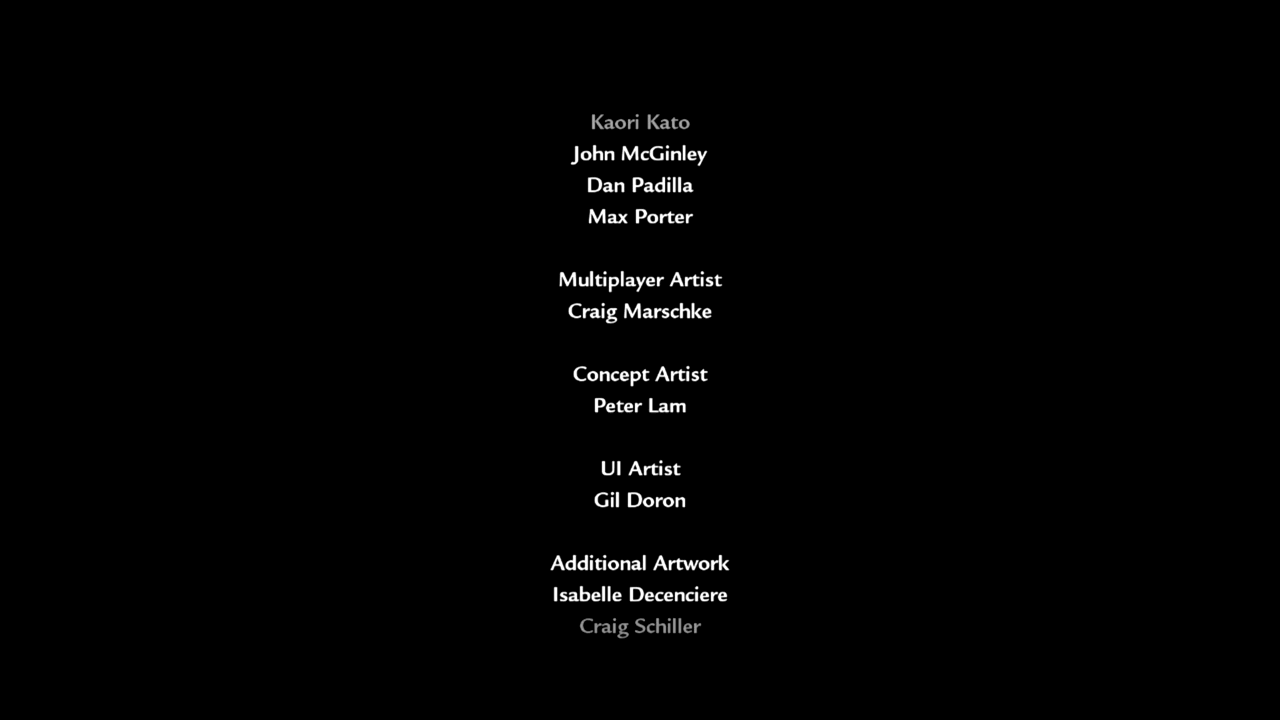 Kaori Kato
John McGinley
Dan Padilla
Max Porter
Multiplayer Artist
Craig Marschke
Concept Artist
Peter Lam
UI Artist
Gil Doron
Additional Artwork
Isabelle Decenciere
Craig Schiller